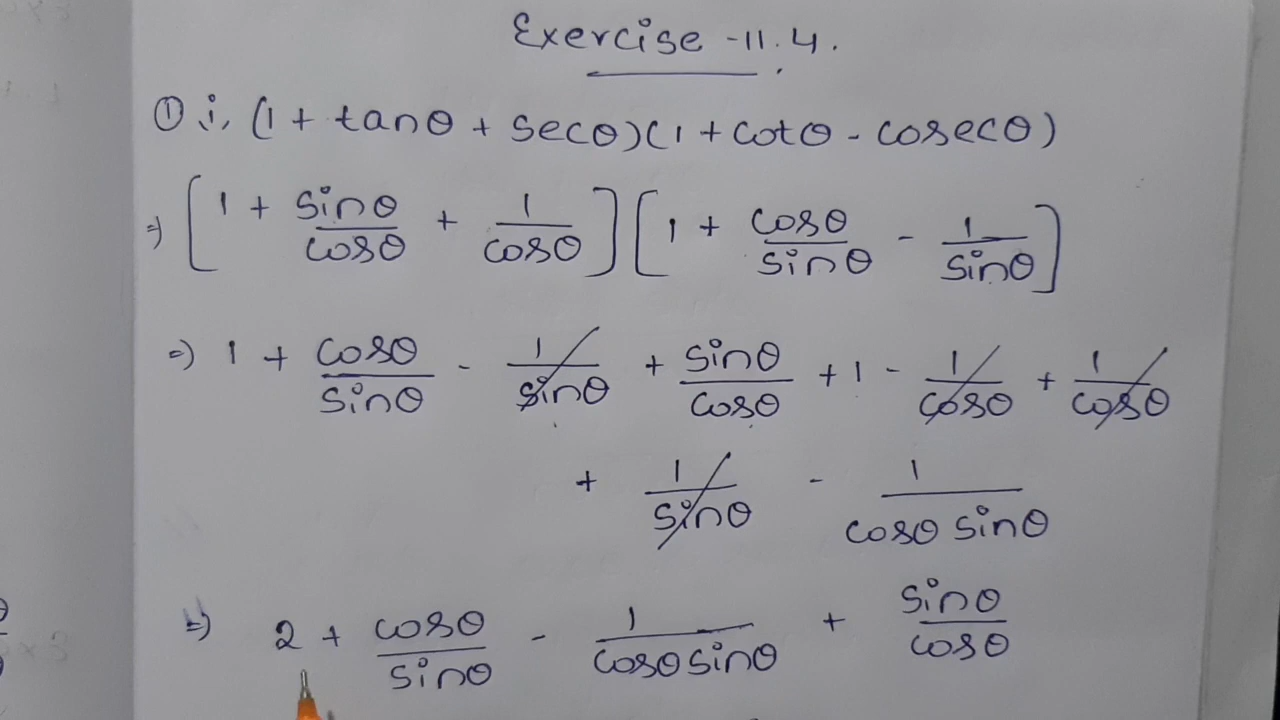 Exercise - 11.4.
① i, (1 + tanθ + secθ)(1 + cotθ - cosecθ)
⇒ [1 + sinθ/cosθ + 1/cosθ] [1 + cosθ/sinθ - 1/sinθ]
⇒ 1 + cosθ/sinθ - 1/sinθ + sinθ/cosθ + 1 - 1/cosθ + 1/cosθ
+ 1/sinθ - 1/cosθ sinθ
⇒ 2 + cosθ/sinθ - 1/cosθ sinθ + sinθ/cosθ